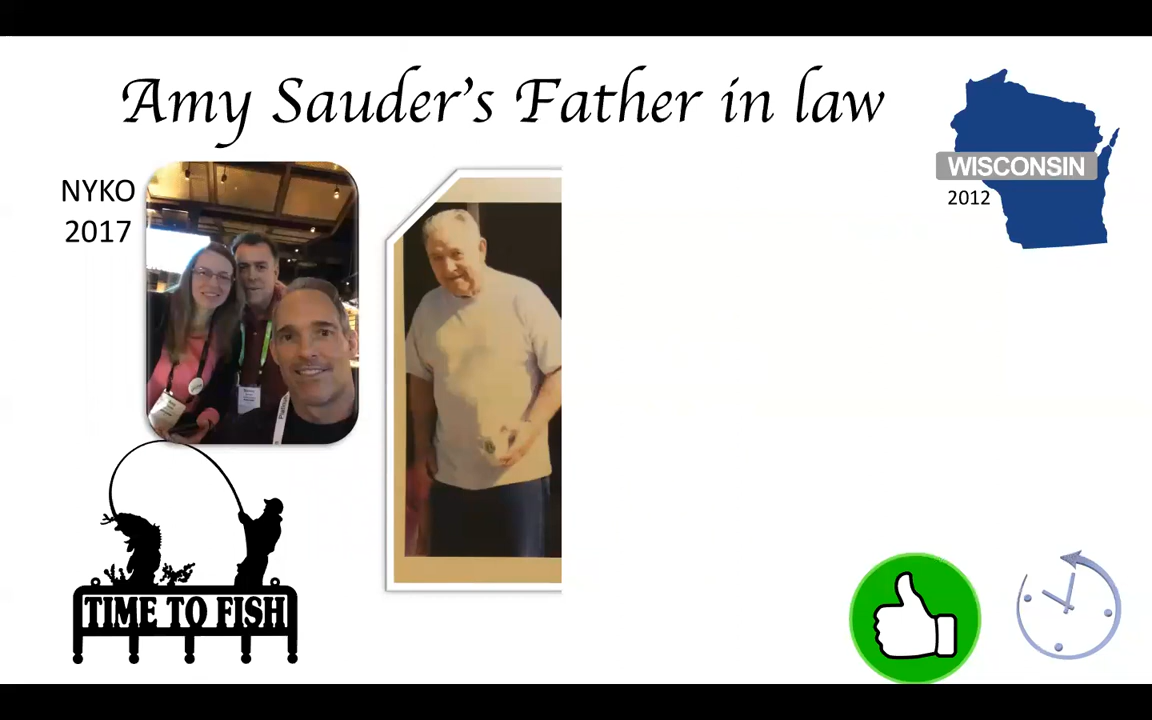 Amy Sauder's Father in law
WISCONSIN
2012
NYKO
2017
TIME TO FISH